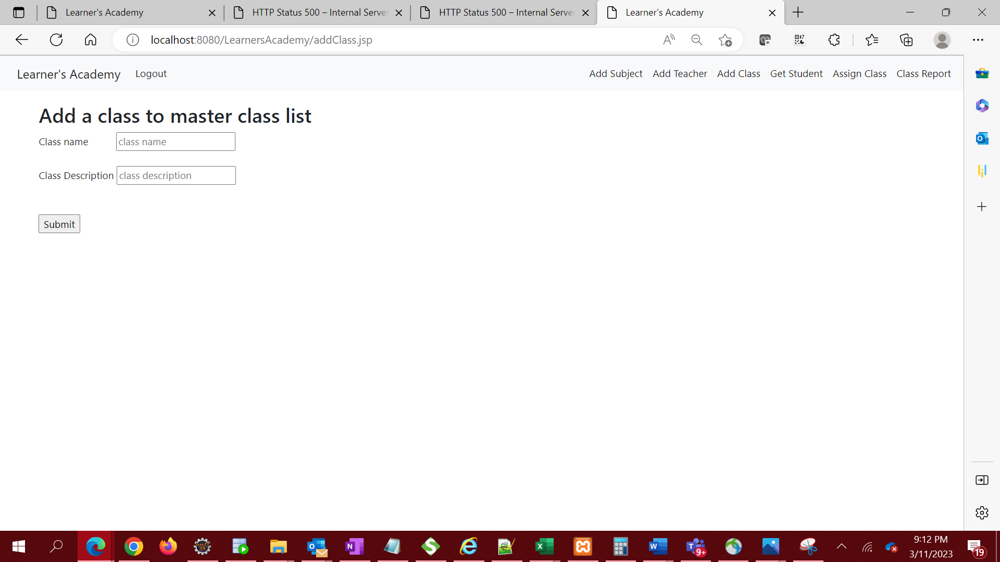 Learner's Academy
HTTP Status 500 – Internal Serve
HTTP Status 500 – Internal Serve
Learner's Academy
localhost:8080/LearnersAcademy/addClass.jsp
Learner's Academy Logout Add Subject Add Teacher Add Class Get Student Assign Class Class Report
Add a class to master class list
Class name class name
Class Description class description
Submit
9:12 PM
3/11/2023
9+
19